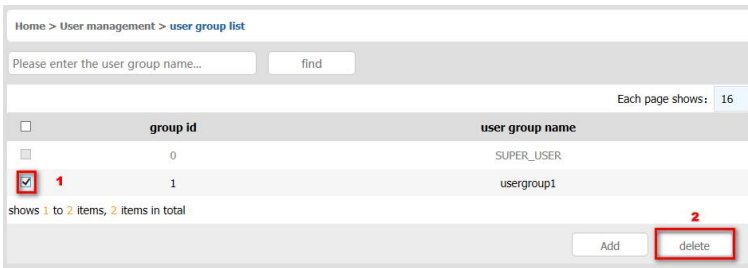 Home > User management > user group list
Please enter the user group name... find
Each page shows: 16
group id user group name
0 SUPER_USER
1 1 usergroup1
shows 1 to 2 items, 2 items in total
2
Add delete